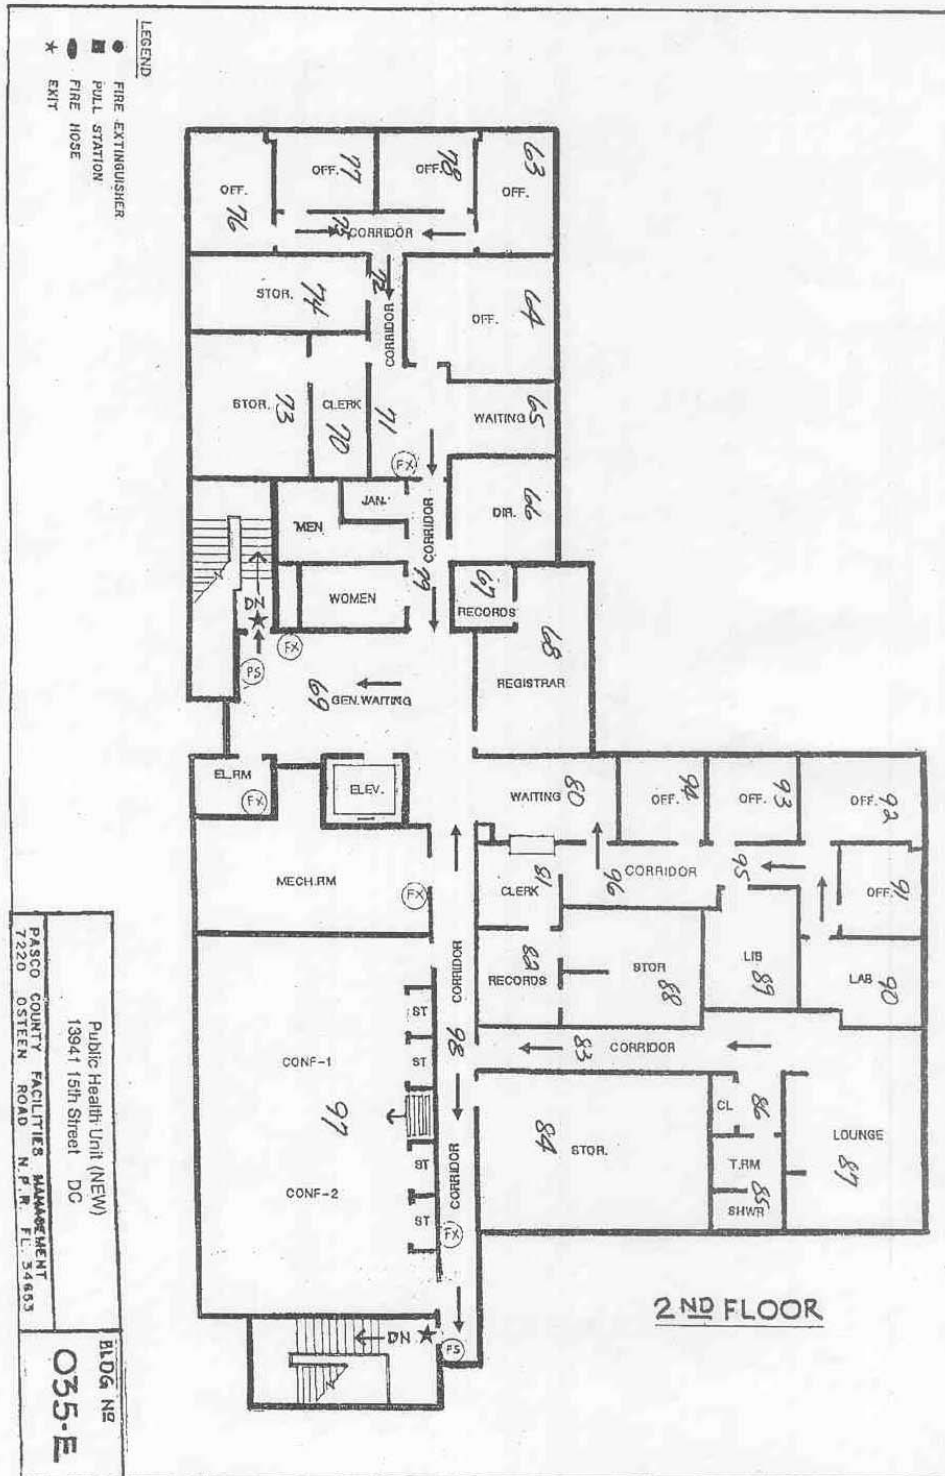 LEGEND
FIRE EXTINGUISHER
PULL STATION
FIRE HOSE
EXIT
OFF. 76
OFF. 77
OFF. 78
OFF. 63
75 CORRIDOR
STOR. 74
72 CORRIDOR
OFF. 64
STOR. 73
CLERK 70
71
WAITING 65
FX
JAN.
MEN
CORRIDOR 79
DIR. 66
DN
WOMEN
67 RECORDS
68 REGISTRAR
FX
PS
69 GEN. WAITING
EL.RM
FX
ELEV.
WAITING 80
OFF. 94
OFF. 93
OFF. 92
MECH.RM
FX
CLERK 81
96 CORRIDOR 95
OFF. 91
CORRIDOR 98
RECORDS 82
STOR 88
LIB 89
LAB 90
CONF-1
ST
ST
83 CORRIDOR
97
84 STOR.
CL 86
LOUNGE 87
CONF-2
ST
ST
CORRIDOR
T.RM
85
SHWR
FX
DN
PS
2ND FLOOR
Public Health Unit (NEW)
13941 15th Street DC
PASCO COUNTY FACILITIES MANAGEMENT
7220 OSTEEN ROAD N.P.R. FL. 34653
BLDG Nº
035-E